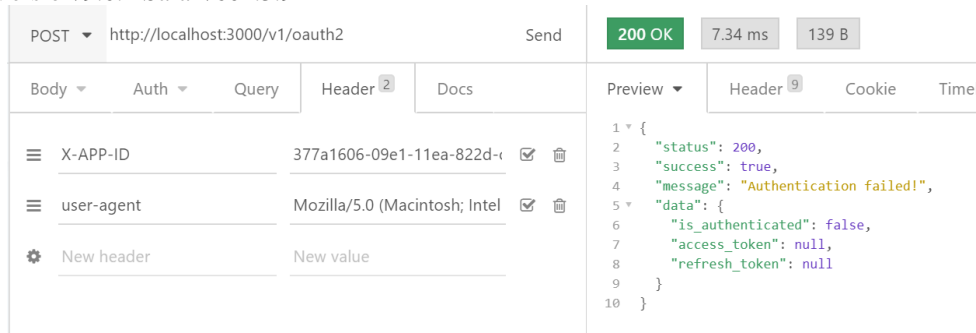 POST http://localhost:3000/v1/oauth2 Send
200 OK 7.34 ms 139 B
Body Auth Query Header 2 Docs
Preview Header 9 Cookie Time
X-APP-ID 377a1606-09e1-11ea-822d-
user-agent Mozilla/5.0 (Macintosh; Intel
New header New value
1 {
2 "status": 200,
3 "success": true,
4 "message": "Authentication failed!",
5 "data": {
6 "is_authenticated": false,
7 "access_token": null,
8 "refresh_token": null
9 }
10 }